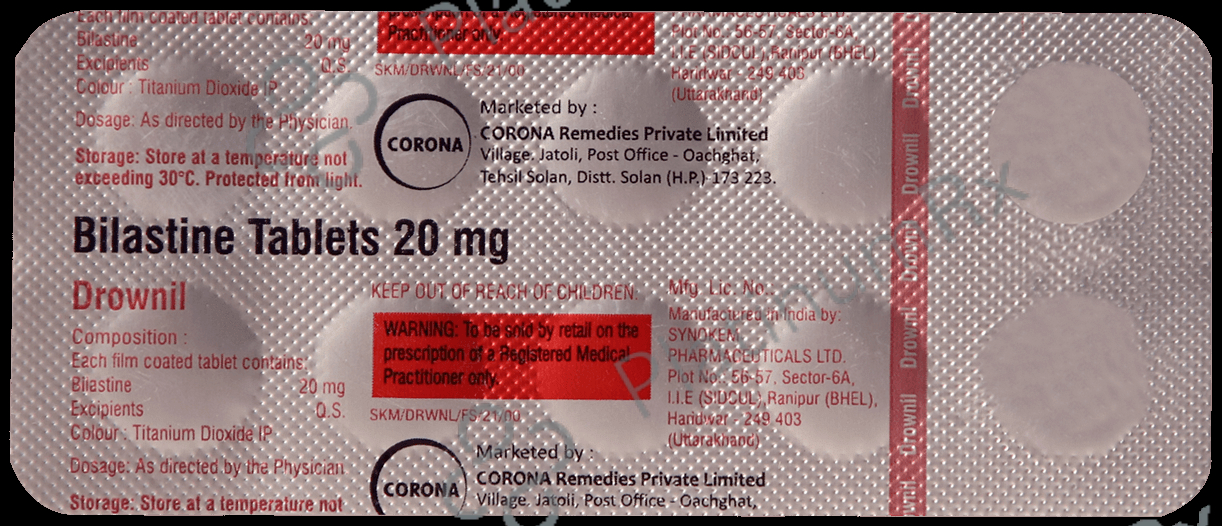 Each film coated tablet contains:
Bilastine 20 mg
Excipients Q.S.
Colour : Titanium Dioxide IP
Dosage: As directed by the Physician.
Storage: Store at a temperature not
exceeding 30°C. Protected from light.
Practitioner only.
SKM/DRWNL/FS/21/00
CORONA
Marketed by :
CORONA Remedies Private Limited
Village. Jatoli, Post Office - Oachghat,
Tehsil Solan, Distt. Solan (H.P.) 173 223.
PHARMACEUTICALS LTD.
Plot No.: 56-57, Sector-6A,
I.I.E (SIDCUL),Ranipur (BHEL),
Haridwar - 249 403
(Uttarakhand)
Bilastine Tablets 20 mg
Drownil
Composition :
Each film coated tablet contains:
Bilastine 20 mg
Excipients Q.S.
Colour : Titanium Dioxide IP
Dosage: As directed by the Physician
Storage: Store at a temperature not
KEEP OUT OF REACH OF CHILDREN.
WARNING: To be sold by retail on the
prescription of a Registered Medical
Practitioner only.
SKM/DRWNL/FS/21/00
CORONA
Marketed by :
CORONA Remedies Private Limited
Village. Jatoli, Post Office - Oachghat,
Mfg. Lic. No.:
Manufactured in India by:
SYNOKEM
PHARMACEUTICALS LTD.
Plot No.: 56-57, Sector-6A,
I.I.E (SIDCUL),Ranipur (BHEL),
Haridwar - 249 403
(Uttarakhand)
Drownil Drownil Drownil Drownil Drownil